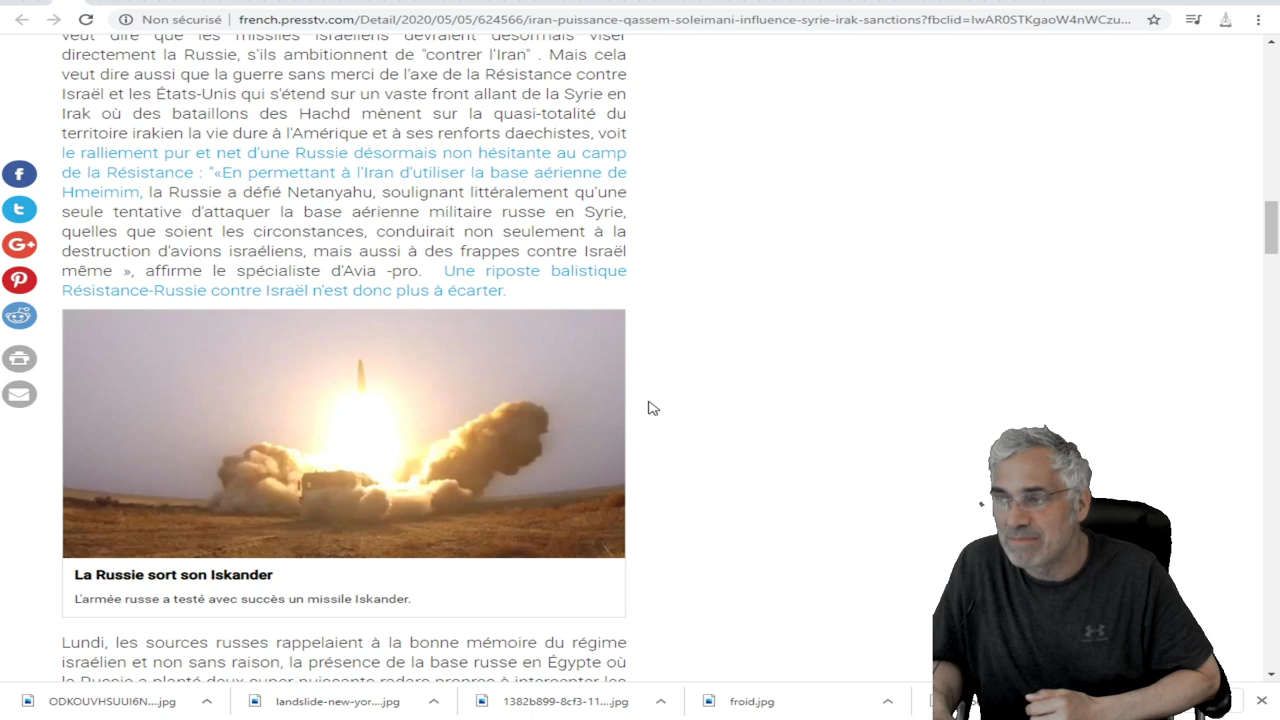 Non sécurisé | french.presstv.com/Detail/2020/05/05/624566/iran-puissance-qassem-soleimani-influence-syrie-irak-sanctions?fbclid=IwAR0STKgaoW4nWCzu...
veut dire que les missiles israéliens devraient désormais viser
directement la Russie, s'ils ambitionnent de "contrer l'Iran" . Mais cela
veut dire aussi que la guerre sans merci de l'axe de la Résistance contre
Israël et les États-Unis qui s'étend sur un vaste front allant de la Syrie en
Irak où des bataillons des Hachd mènent sur la quasi-totalité du
territoire irakien la vie dure à l'Amérique et à ses renforts daechistes, voit
le ralliement pur et net d'une Russie désormais non hésitante au camp
de la Résistance : "«En permettant à l'Iran d'utiliser la base aérienne de
Hmeimim, la Russie a défié Netanyahu, soulignant littéralement qu'une
seule tentative d'attaquer la base aérienne militaire russe en Syrie,
quelles que soient les circonstances, conduirait non seulement à la
destruction d'avions israéliens, mais aussi à des frappes contre Israël
même », affirme le spécialiste d'Avia -pro. Une riposte balistique
Résistance-Russie contre Israël n'est donc plus à écarter.
La Russie sort son Iskander
L'armée russe a testé avec succès un missile Iskander.
Lundi, les sources russes rappelaient à la bonne mémoire du régime
israélien et non sans raison, la présence de la base russe en Égypte où
ODKOUVHSUUI6N....jpg
landslide-new-yor....jpg
1382b899-8cf3-11....jpg
froid.jpg